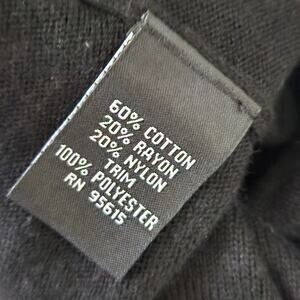 60% COTTON
20% RAYON
20% NYLON
TRIM
100% POLYESTER
RN 95615